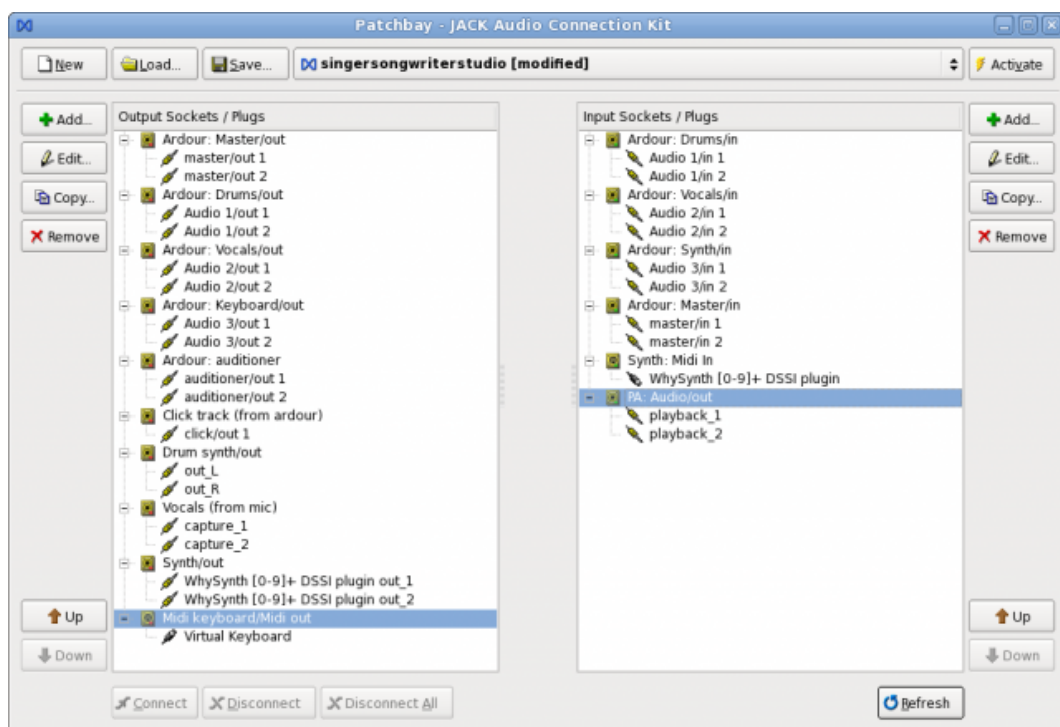 Patchbay - JACK Audio Connection Kit
New
Load...
Save...
singersongwriterstudio [modified]
Activate
Add...
Edit...
Copy...
Remove
Up
Down
Output Sockets / Plugs
Ardour: Master/out
master/out 1
master/out 2
Ardour: Drums/out
Audio 1/out 1
Audio 1/out 2
Ardour: Vocals/out
Audio 2/out 1
Audio 2/out 2
Ardour: Keyboard/out
Audio 3/out 1
Audio 3/out 2
Ardour: auditioner
auditioner/out 1
auditioner/out 2
Click track (from ardour)
click/out 1
Drum synth/out
out_L
out_R
Vocals (from mic)
capture_1
capture_2
Synth/out
WhySynth [0-9]+ DSSI plugin out_1
WhySynth [0-9]+ DSSI plugin out_2
Midi keyboard/Midi out
Virtual Keyboard
Input Sockets / Plugs
Ardour: Drums/in
Audio 1/in 1
Audio 1/in 2
Ardour: Vocals/in
Audio 2/in 1
Audio 2/in 2
Ardour: Synth/in
Audio 3/in 1
Audio 3/in 2
Ardour: Master/in
master/in 1
master/in 2
Synth: Midi In
WhySynth [0-9]+ DSSI plugin
PA: Audio/out
playback_1
playback_2
Add...
Edit...
Copy...
Remove
Up
Down
Connect
Disconnect
Disconnect All
Refresh